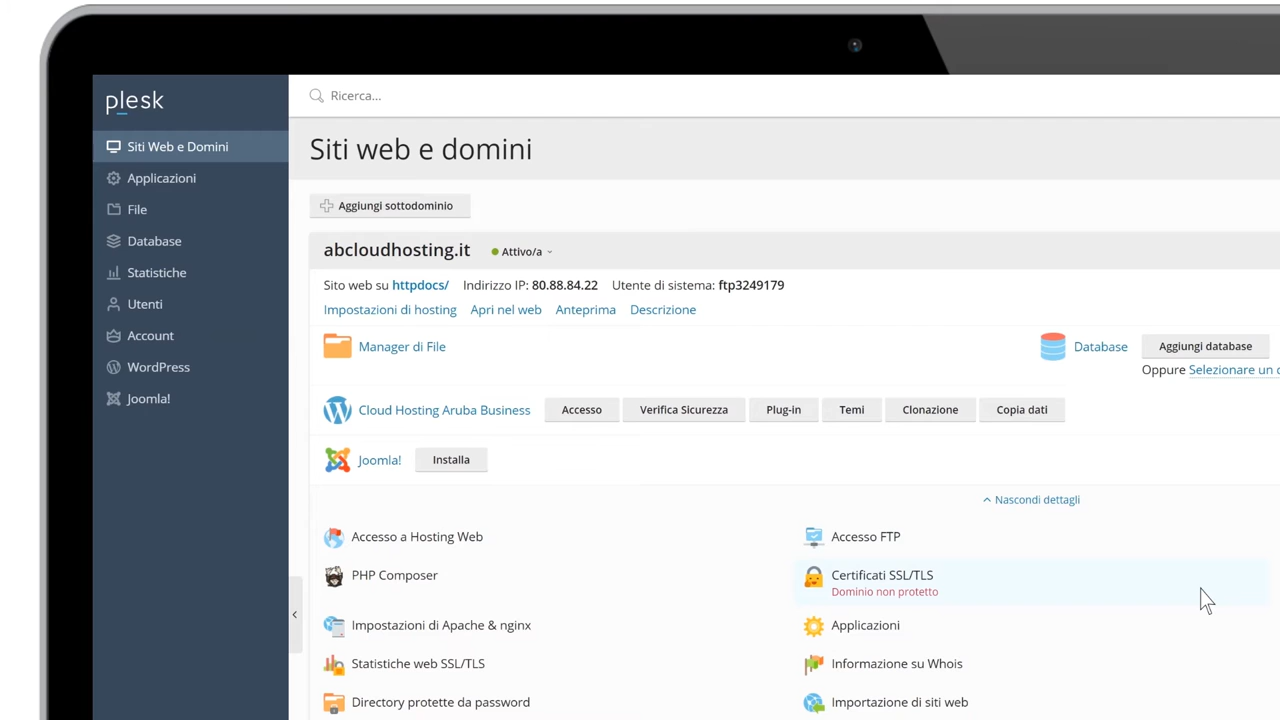 plesk
Ricerca...
Siti Web e Domini
Applicazioni
File
Database
Statistiche
Utenti
Account
WordPress
Joomla!
Siti web e domini
Aggiungi sottodominio
abcloudhosting.it Attivo/a
Sito web su httpdocs/ Indirizzo IP: 80.88.84.22 Utente di sistema: ftp3249179
Impostazioni di hosting Apri nel web Anteprima Descrizione
Manager di File Database Aggiungi database
Oppure Selezionare un
Cloud Hosting Aruba Business Accesso Verifica Sicurezza Plug-in Temi Clonazione Copia dati
Joomla! Installa
Nascondi dettagli
Accesso a Hosting Web Accesso FTP
PHP Composer Certificati SSL/TLS
Dominio non protetto
Impostazioni di Apache & nginx Applicazioni
Statistiche web SSL/TLS Informazione su Whois
Directory protette da password Importazione di siti web